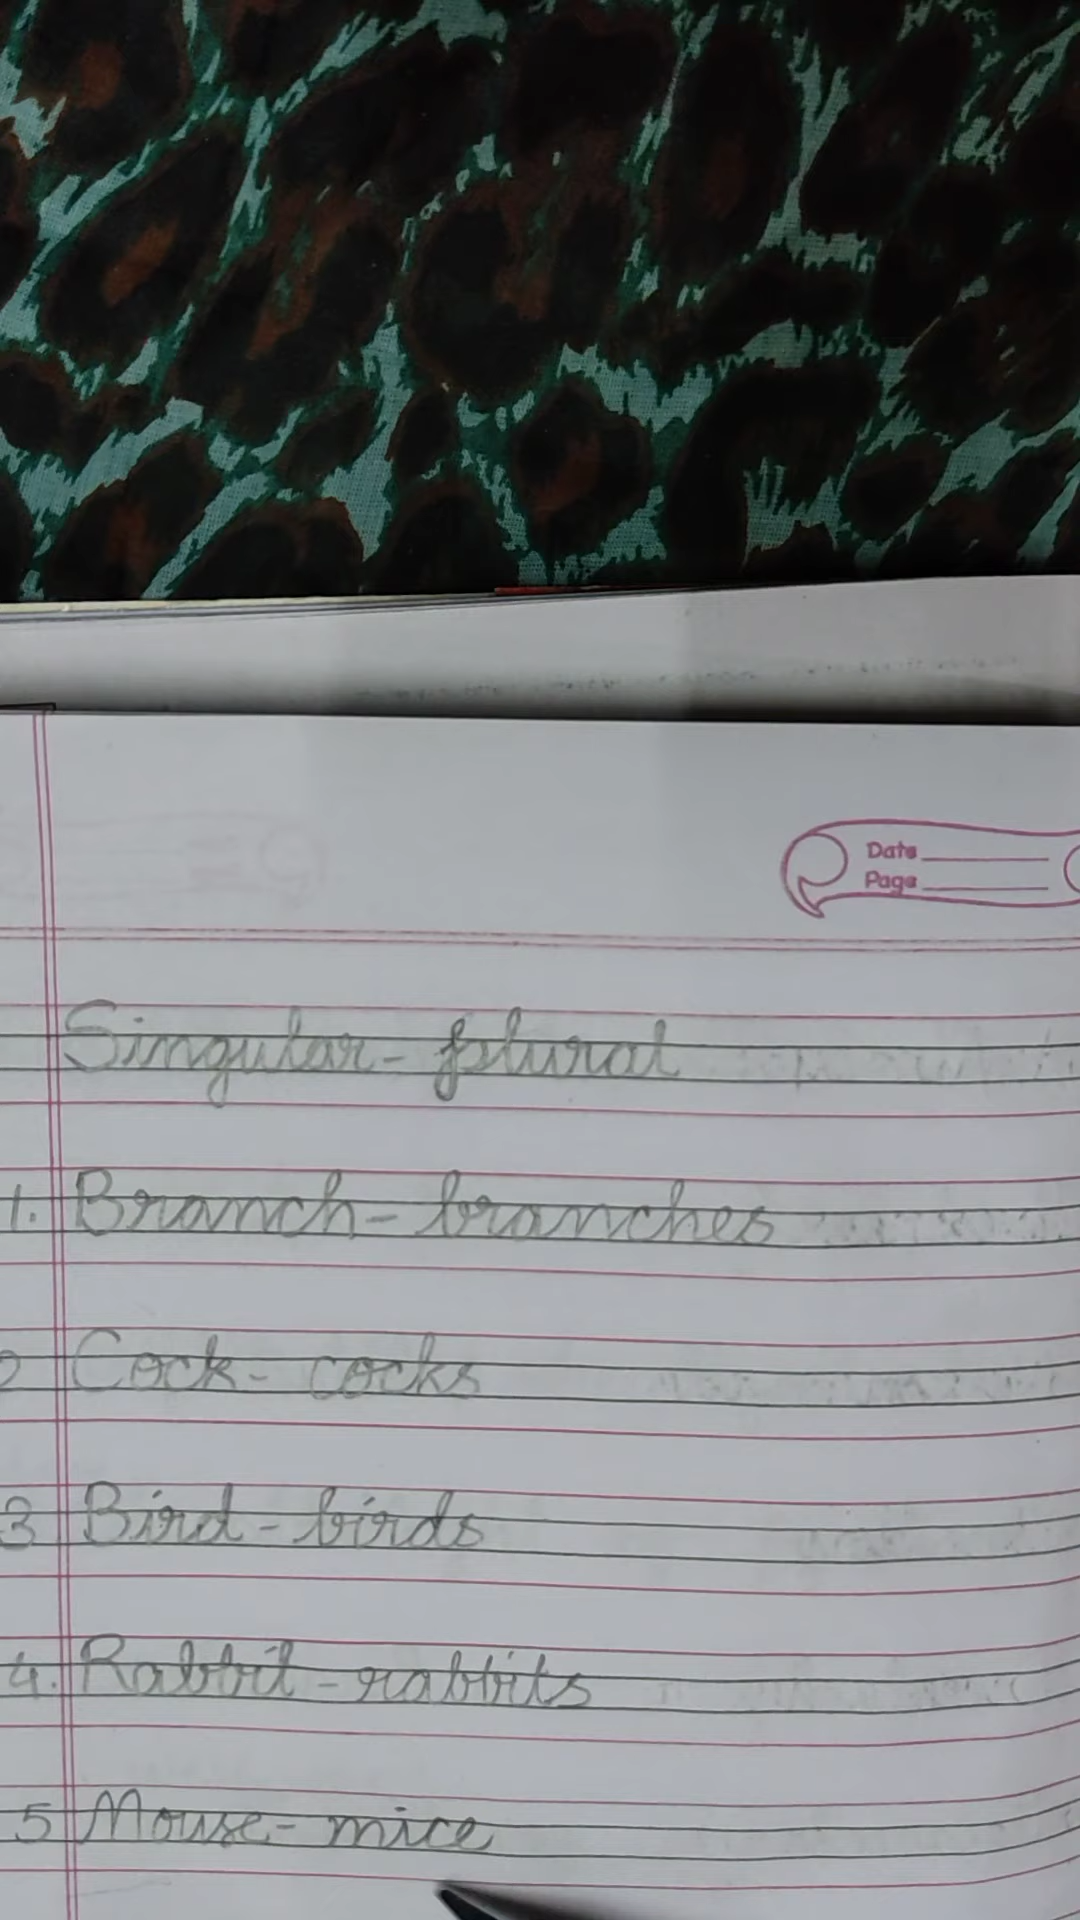 Date
Page
Singular - plural
1. Branch - branches
2 Cock - cocks
3 Bird - birds
4. Rabbit - rabbits
5 Mouse - mice